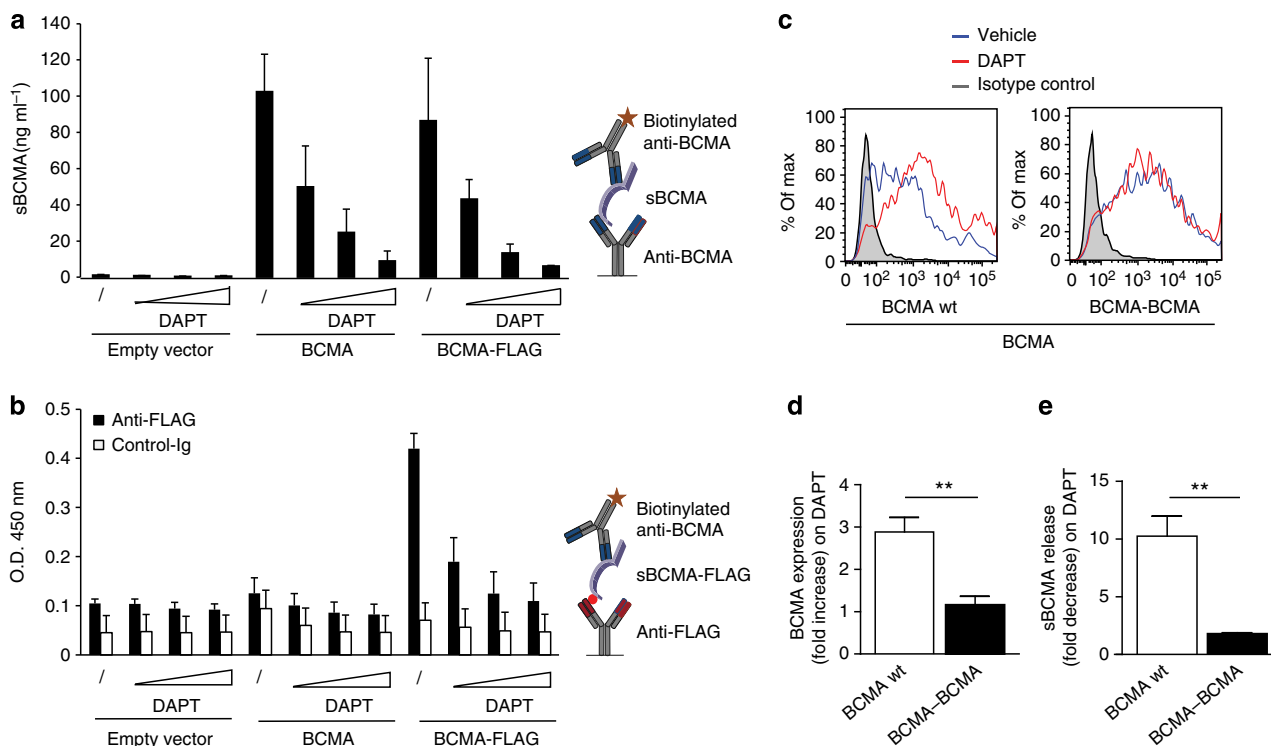 a
sBCMA(ng ml⁻¹)
140
120
100
80
60
40
20
0
/
/
/
DAPT
DAPT
DAPT
Empty vector
BCMA
BCMA-FLAG
Biotinylated
anti-BCMA
sBCMA
Anti-BCMA
b
O.D. 450 nm
0.5
0.4
0.3
0.2
0.1
0
Anti-FLAG
Control-Ig
/
/
/
DAPT
DAPT
DAPT
Empty vector
BCMA
BCMA-FLAG
Biotinylated
anti-BCMA
sBCMA-FLAG
Anti-FLAG
c
Vehicle
DAPT
Isotype control
% Of max
100
80
60
40
20
0
0 10² 10³ 10⁴ 10⁵
BCMA wt
% Of max
100
80
60
40
20
0
0 10² 10³ 10⁴ 10⁵
BCMA-BCMA
BCMA
d
BCMA expression
(fold increase) on DAPT
4
3
2
1
0
**
BCMA wt
BCMA–BCMA
e
sBCMA release
(fold decrease) on DAPT
15
10
5
0
**
BCMA wt
BCMA–BCMA